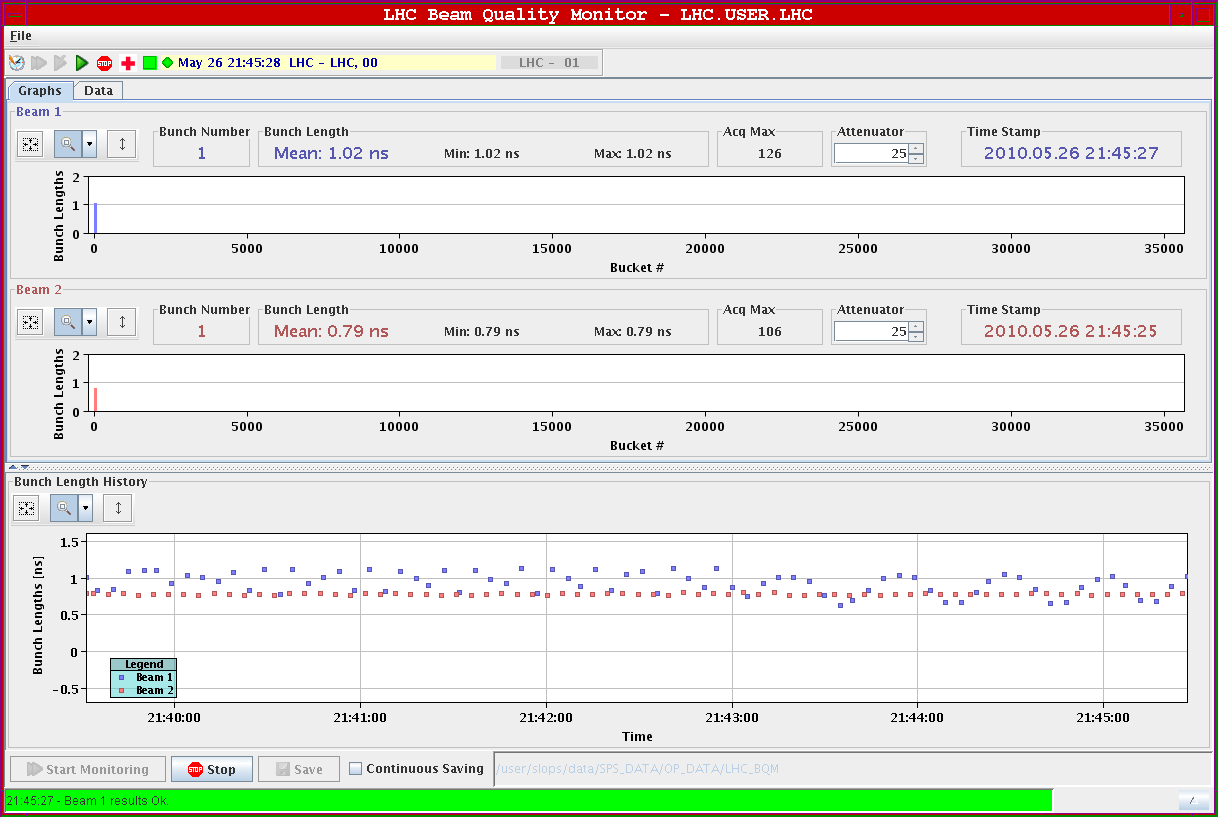 LHC Beam Quality Monitor - LHC.USER.LHC
File
STOP May 26 21:45:28 LHC - LHC, 00 LHC - 01
Graphs Data
Beam 1
Bunch Number Bunch Length Acq Max Attenuator Time Stamp
1 Mean: 1.02 ns Min: 1.02 ns Max: 1.02 ns 126 25 2010.05.26 21:45:27
Bunch Lengths
2
1
0
0 5000 10000 15000 20000 25000 30000 35000
Bucket #
Beam 2
Bunch Number Bunch Length Acq Max Attenuator Time Stamp
1 Mean: 0.79 ns Min: 0.79 ns Max: 0.79 ns 106 25 2010.05.26 21:45:25
Bunch Lengths
2
1
0
0 5000 10000 15000 20000 25000 30000 35000
Bucket #
Bunch Length History
Bunch Lengths [ns]
1.5
1
0.5
0
-0.5
Legend
Beam 1
Beam 2
21:40:00 21:41:00 21:42:00 21:43:00 21:44:00 21:45:00
Time
Start Monitoring STOP Stop Save Continuous Saving /user/slops/data/SPS_DATA/OP_DATA/LHC_BQM
21:45:27 - Beam 1 results Ok. /